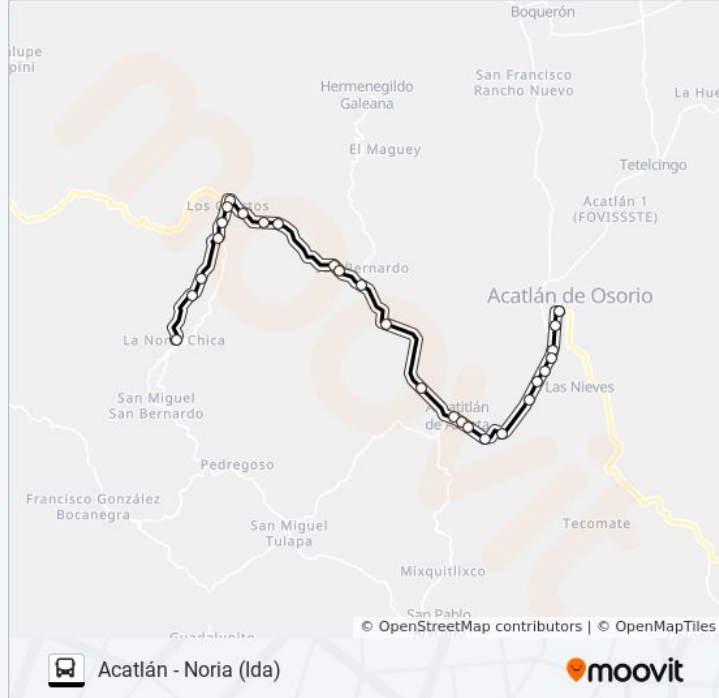 Boquerón
San Francisco
Rancho Nuevo
Hermenegildo
Galeana
La Hue
El Maguey
Tetelcingo
Acatlán 1
(FOVISSSTE)
Acatlán de Osorio
La Noria Chica
Las Nieves
San Miguel
San Bernardo
Pedregoso
Francisco González
Bocanegra
San Miguel
Tulapa
Tecomate
Mixquitlixco
San Pablo
Guadalupito
© OpenStreetMap contributors | © OpenMapTiles
Acatlán - Noria (Ida)
moovit